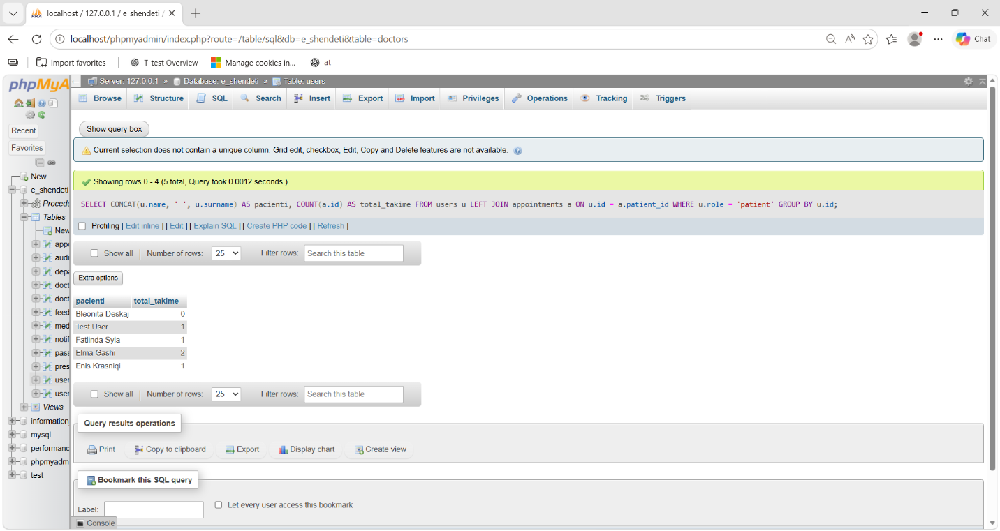 localhost / 127.0.0.1 / e_shendeti /
localhost/phpmyadmin/index.php?route=/table/sql&db=e_shendeti&table=doctors
Chat
Import favorites
T-test Overview
Manage cookies in...
at
phpMyA
Server: 127.0.0.1 » Database: e_shendeti » Table: users
Browse Structure SQL Search Insert Export Import Privileges Operations Tracking Triggers
Recent
Favorites
New
e_shendeti
Procedu
Tables
New
appo
audi
depa
doct
doct
feed
med
notif
pass
pres
user
user
Views
information
mysql
performanc
phpmyadm
test
Show query box
Current selection does not contain a unique column. Grid edit, checkbox, Edit, Copy and Delete features are not available.
Showing rows 0 - 4 (5 total, Query took 0.0012 seconds.)
SELECT CONCAT(u.name, ' ', u.surname) AS pacienti, COUNT(a.id) AS total_takime FROM users u LEFT JOIN appointments a ON u.id = a.patient_id WHERE u.role = 'patient' GROUP BY u.id;
Profiling [ Edit inline ] [ Edit ] [ Explain SQL ] [ Create PHP code ] [ Refresh ]
Show all | Number of rows: 25 Filter rows: Search this table
Extra options
pacienti total_takime
Bleonita Deskaj 0
Test User 1
Fatlinda Syla 1
Elma Gashi 2
Enis Krasniqi 1
Show all | Number of rows: 25 Filter rows: Search this table
Query results operations
Print Copy to clipboard Export Display chart Create view
Bookmark this SQL query
Label: Let every user access this bookmark
Console